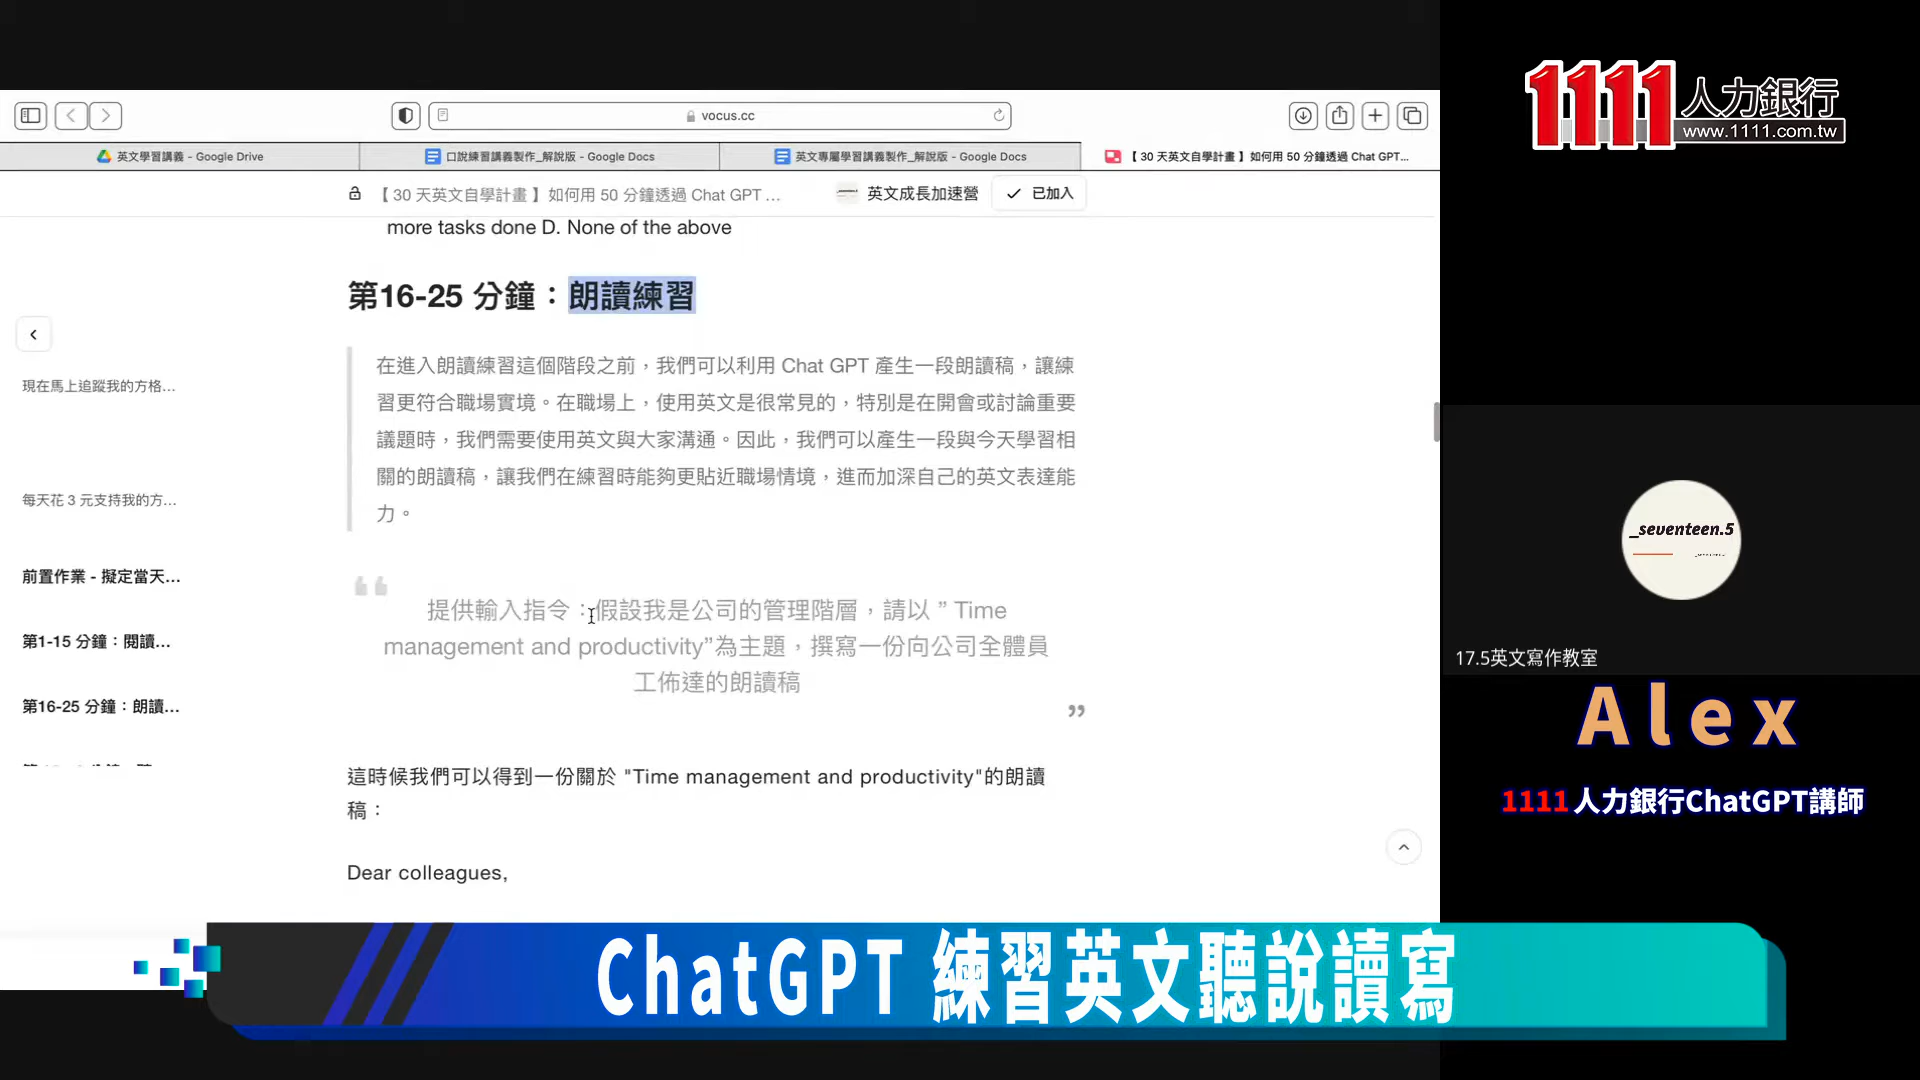 vocus.cc
英文學習講義 - Google Drive
口說練習講義製作_解說版 - Google Docs
英文專屬學習講義製作_解說版 - Google Docs
【 30 天英文自學計畫 】如何用 50 分鐘透過 Chat GPT...
【 30 天英文自學計畫 】如何用 50 分鐘透過 Chat GPT ...
英文成長加速營
已加入
more tasks done D. None of the above
第16-25 分鐘：朗讀練習
在進入朗讀練習這個階段之前，我們可以利用 Chat GPT 產生一段朗讀稿，讓練
習更符合職場實境。在職場上，使用英文是很常見的，特別是在開會或討論重要
議題時，我們需要使用英文與大家溝通。因此，我們可以產生一段與今天學習相
關的朗讀稿，讓我們在練習時能夠更貼近職場情境，進而加深自己的英文表達能
力。
提供輸入指令：假設我是公司的管理階層，請以 ” Time
management and productivity”為主題，撰寫一份向公司全體員
工佈達的朗讀稿
這時候我們可以得到一份關於 "Time management and productivity"的朗讀
稿：
Dear colleagues,
現在馬上追蹤我的方格...
每天花 3 元支持我的方...
前置作業 - 擬定當天...
第1-15 分鐘：閱讀...
第16-25 分鐘：朗讀...
1111人力銀行
www.1111.com.tw
_seventeen.5
17.5英文寫作教室
Alex
1111人力銀行ChatGPT講師
ChatGPT 練習英文聽說讀寫